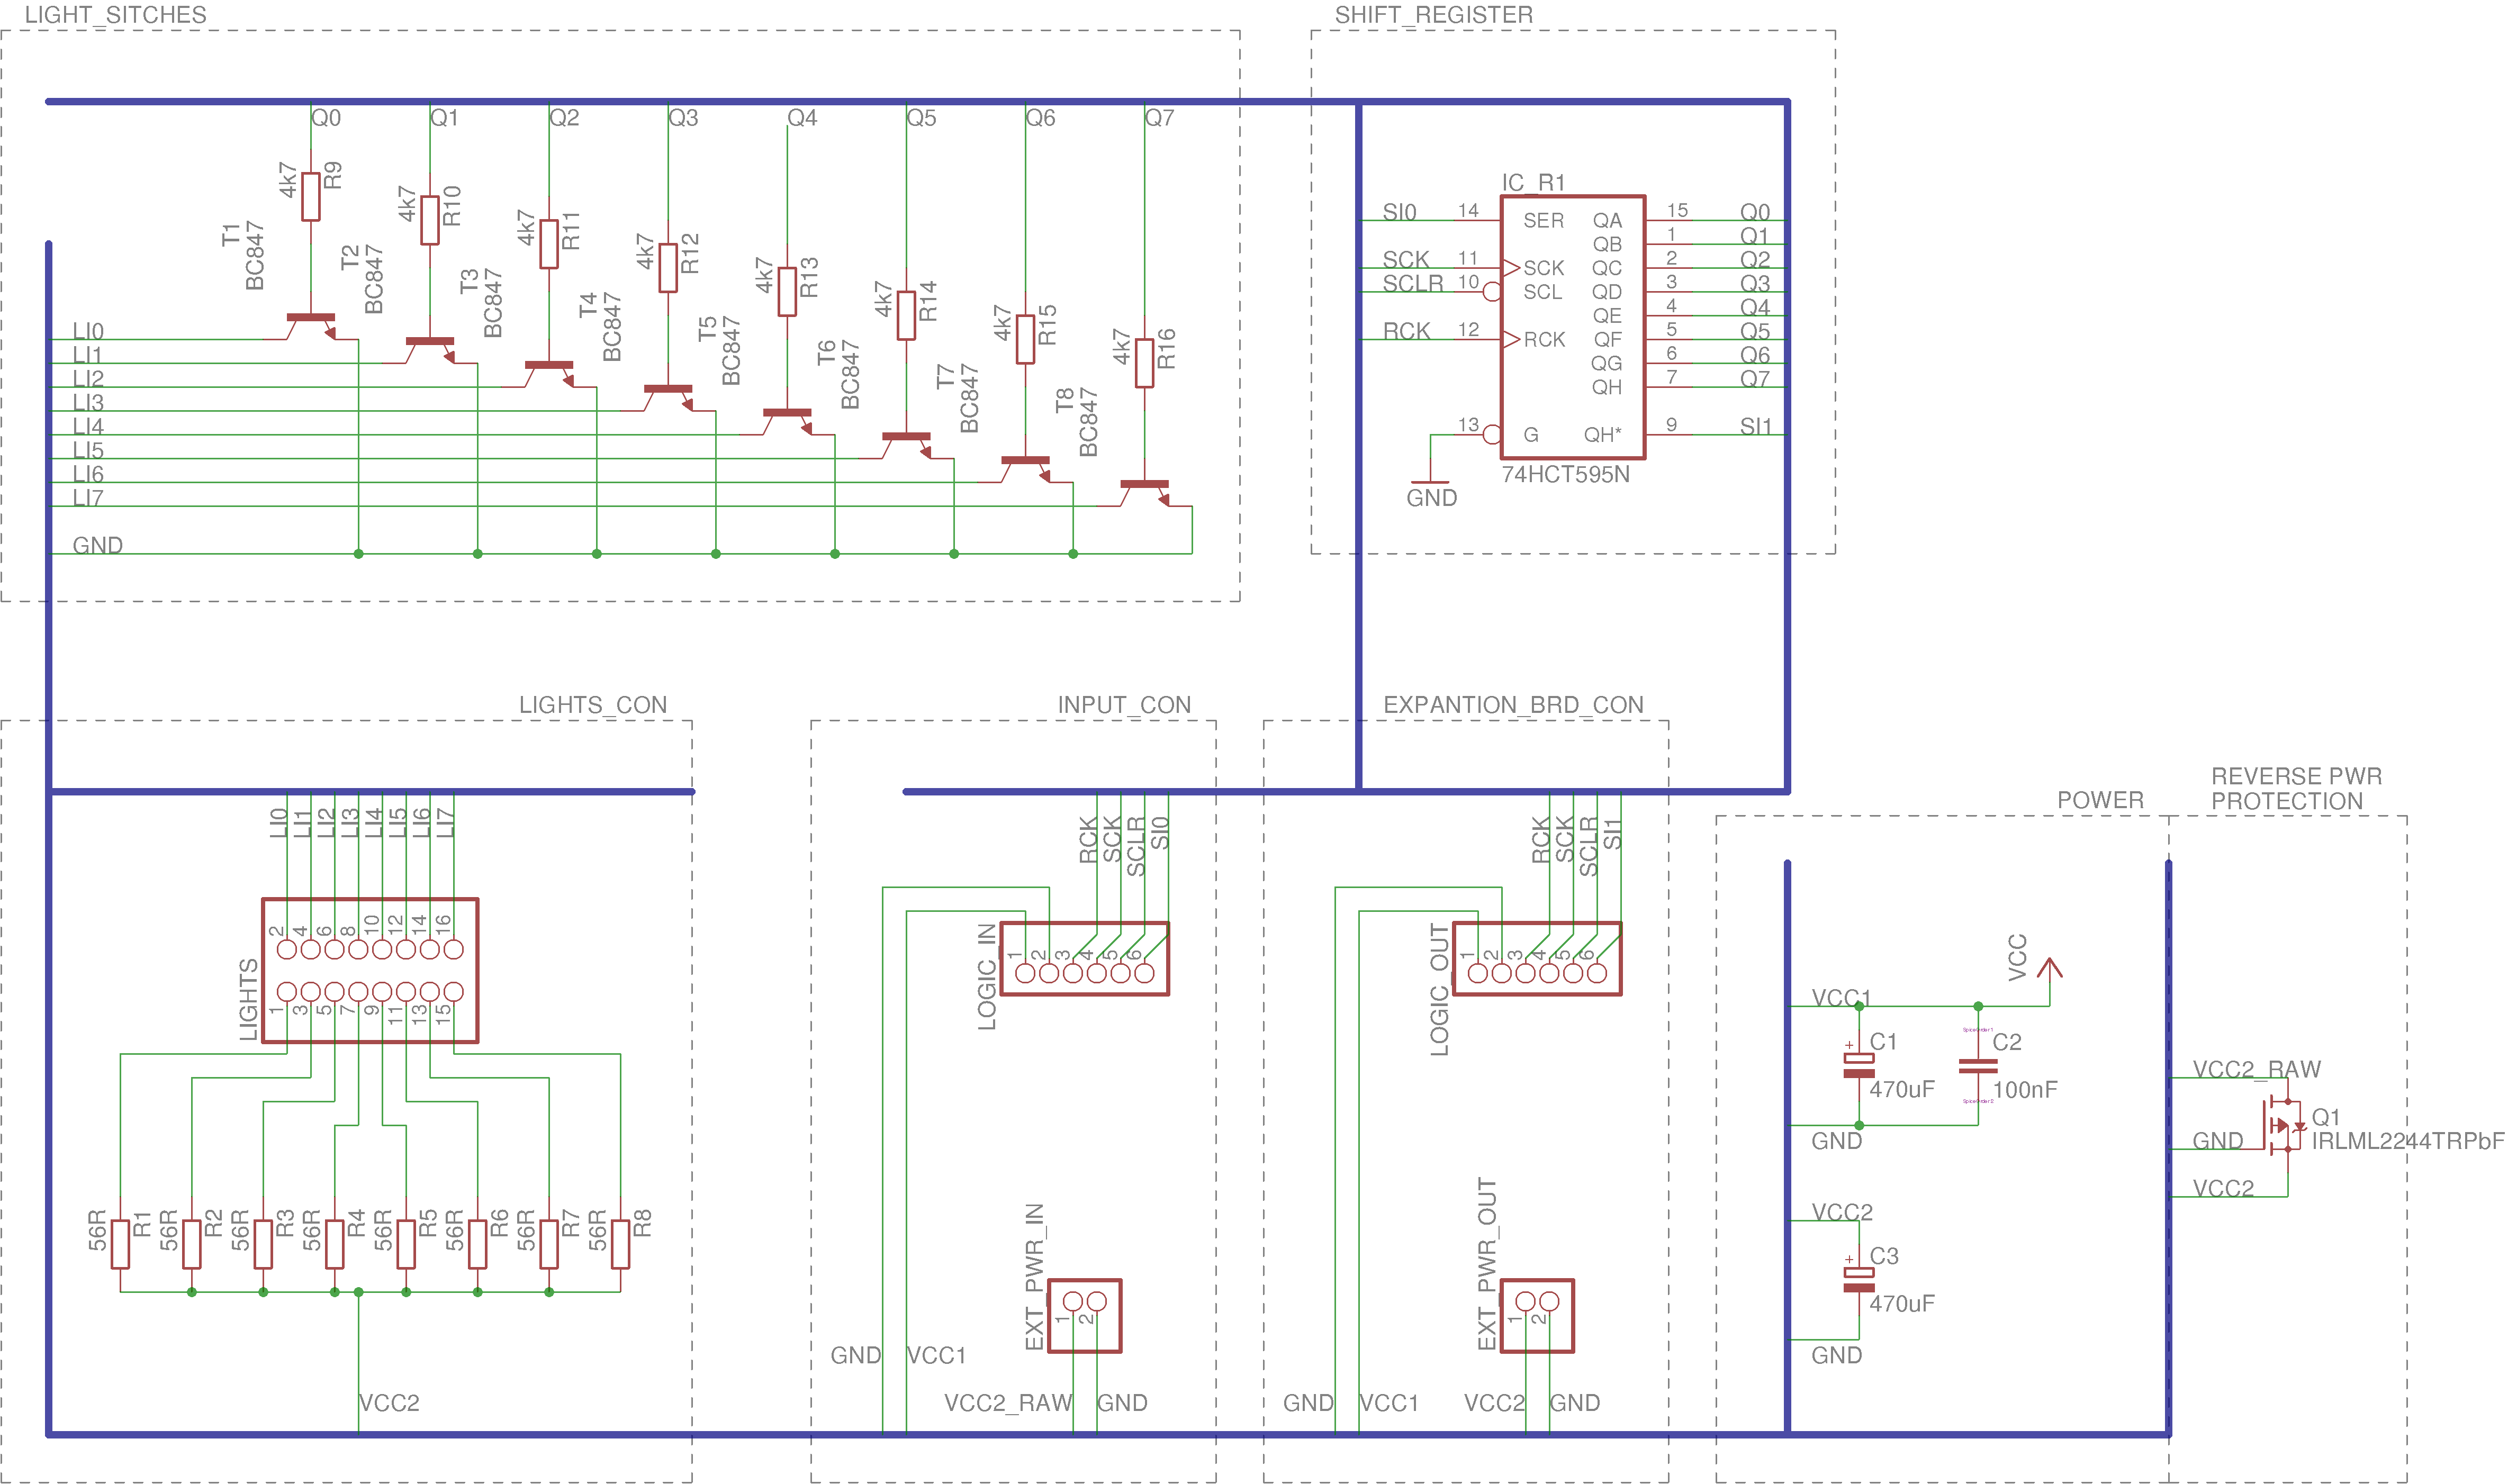 LIGHT_SITCHES
SHIFT_REGISTER
Q0 Q1 Q2 Q3 Q4 Q5 Q6 Q7
4k7 R9
4k7 R10
4k7 R11
4k7 R12
4k7 R13
4k7 R14
4k7 R15
4k7 R16
T1 BC847
T2 BC847
T3 BC847
T4 BC847
T5 BC847
T6 BC847
T7 BC847
T8 BC847
LI0
LI1
LI2
LI3
LI4
LI5
LI6
LI7
GND
IC_R1
SI0 14 SER QA 15 Q0
QB 1 Q1
SCK 11 SCK QC 2 Q2
SCLR 10 SCL QD 3 Q3
QE 4 Q4
RCK 12 RCK QF 5 Q5
QG 6 Q6
QH 7 Q7
13 G QH* 9 SI1
74HCT595N
GND
LIGHTS_CON
LI0 LI1 LI2 LI3 LI4 LI5 LI6 LI7
2 4 6 8 10 12 14 16
LIGHTS
1 3 5 7 9 11 13 15
56R R1
56R R2
56R R3
56R R4
56R R5
56R R6
56R R7
56R R8
VCC2
INPUT_CON
RCK SCK SCLR SI0
LOGIC_IN
1 2 3 4 5 6
EXT_PWR_IN
1 2
GND VCC1
VCC2_RAW GND
EXPANTION_BRD_CON
RCK SCK SCLR SI1
LOGIC_OUT
1 2 3 4 5 6
EXT_PWR_OUT
1 2
GND VCC1 VCC2 GND
POWER
VCC
VCC1
SpiceOrder1
+ C1
470uF
C2
100nF
SpiceOrder2
GND
VCC2
+ C3
470uF
GND
REVERSE PWR
PROTECTION
VCC2_RAW
Q1
GND IRLML2244TRPbF
VCC2